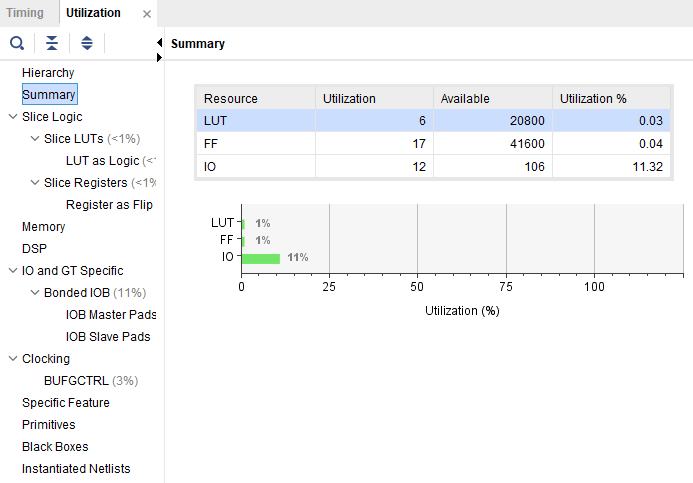 Timing Utilization
Summary
Hierarchy
Summary
Slice Logic
Slice LUTs (<1%)
LUT as Logic (<
Slice Registers (<1%
Register as Flip
Memory
DSP
IO and GT Specific
Bonded IOB (11%)
IOB Master Pads
IOB Slave Pads
Clocking
BUFGCTRL (3%)
Specific Feature
Primitives
Black Boxes
Instantiated Netlists
Resource Utilization Available Utilization %
LUT 6 20800 0.03
FF 17 41600 0.04
IO 12 106 11.32
LUT 1%
FF 1%
IO 11%
0 25 50 75 100
Utilization (%)